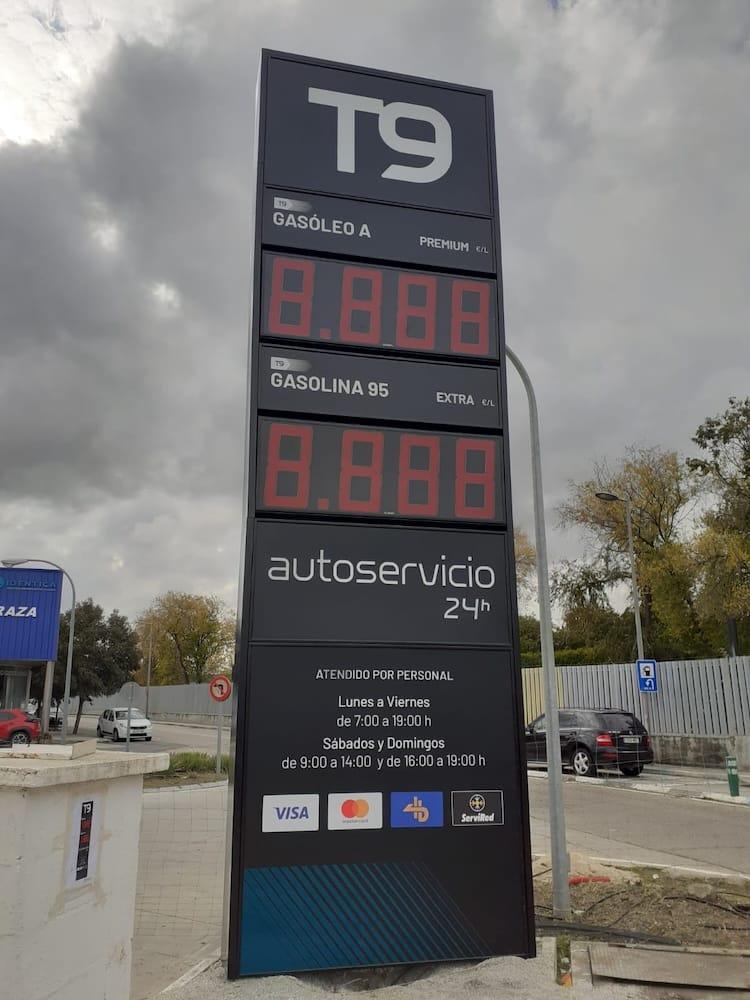 T9
T9
GASÓLEO A
PREMIUM €/L
8.888
T9
GASOLINA 95
EXTRA €/L
8.888
autoservicio
24h
ATENDIDO POR PERSONAL
Lunes a Viernes
de 7:00 a 19:00 h
Sábados y Domingos
de 9:00 a 14:00 y de 16:00 a 19:00 h
VISA
mastercard
ServiRed
IDENTICA
RAZA
T9